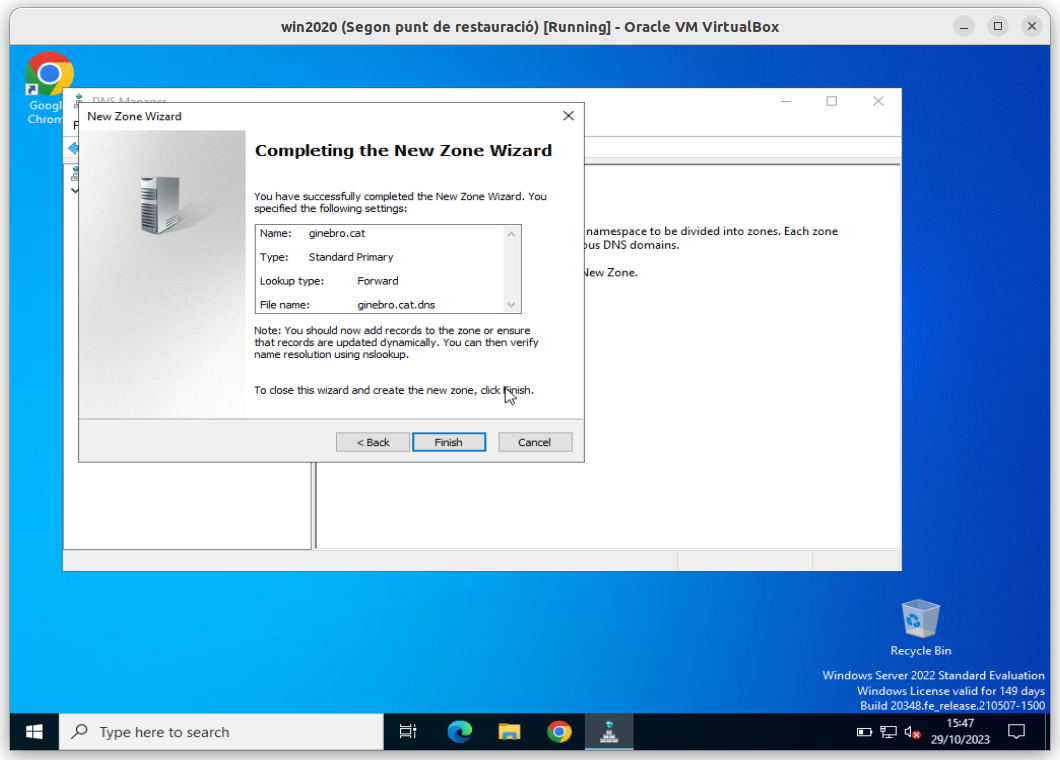 win2020 (Segon punt de restauració) [Running] - Oracle VM VirtualBox
Googl
Chrom
DNS Manager
New Zone Wizard
Completing the New Zone Wizard
You have successfully completed the New Zone Wizard. You
specified the following settings:
Name: ginebro.cat
Type: Standard Primary
Lookup type: Forward
File name: ginebro.cat.dns
Note: You should now add records to the zone or ensure
that records are updated dynamically. You can then verify
name resolution using nslookup.
To close this wizard and create the new zone, click Finish.
< Back
Finish
Cancel
namespace to be divided into zones. Each zone
ous DNS domains.
New Zone.
Recycle Bin
Windows Server 2022 Standard Evaluation
Windows License valid for 149 days
Build 20348.fe_release.210507-1500
Type here to search
15:47
29/10/2023